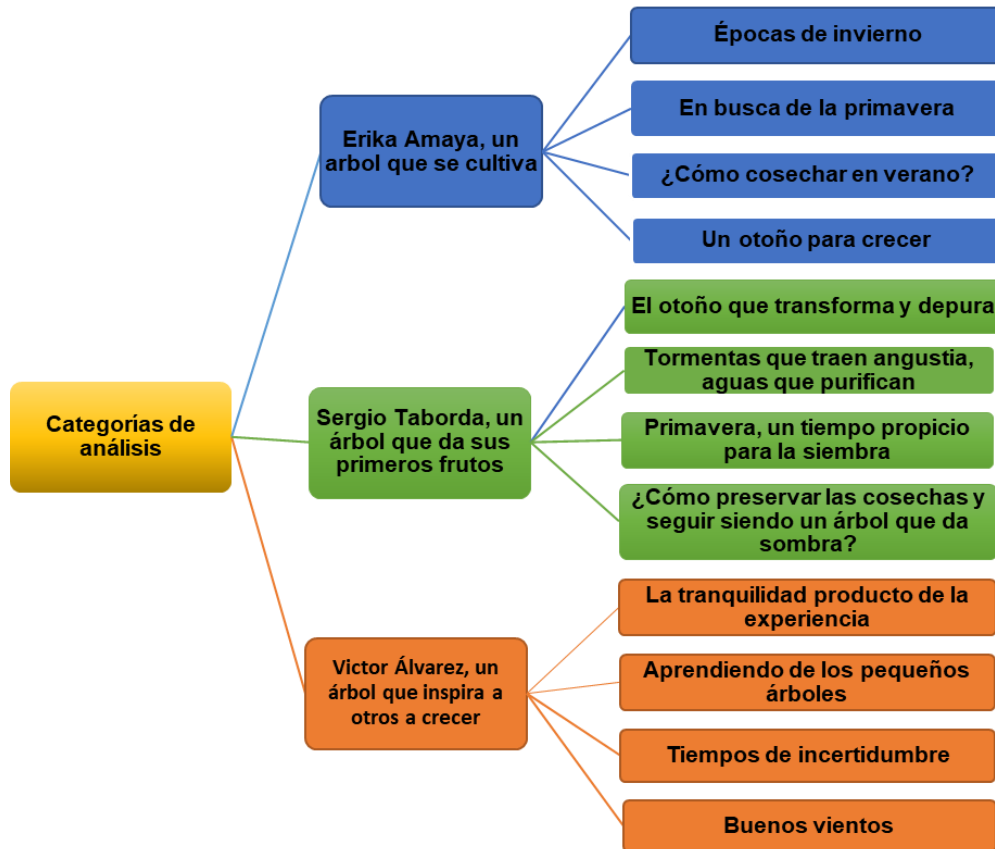 Categorías de
análisis
Erika Amaya, un
arbol que se cultiva
Épocas de invierno
En busca de la primavera
¿Cómo cosechar en verano?
Un otoño para crecer
Sergio Taborda, un
árbol que da sus
primeros frutos
El otoño que transforma y depura
Tormentas que traen angustia,
aguas que purifican
Primavera, un tiempo propicio
para la siembra
¿Cómo preservar las cosechas y
seguir siendo un árbol que da
sombra?
Victor Álvarez, un
árbol que inspira a
otros a crecer
La tranquilidad producto de la
experiencia
Aprendiendo de los pequeños
árboles
Tiempos de incertidumbre
Buenos vientos